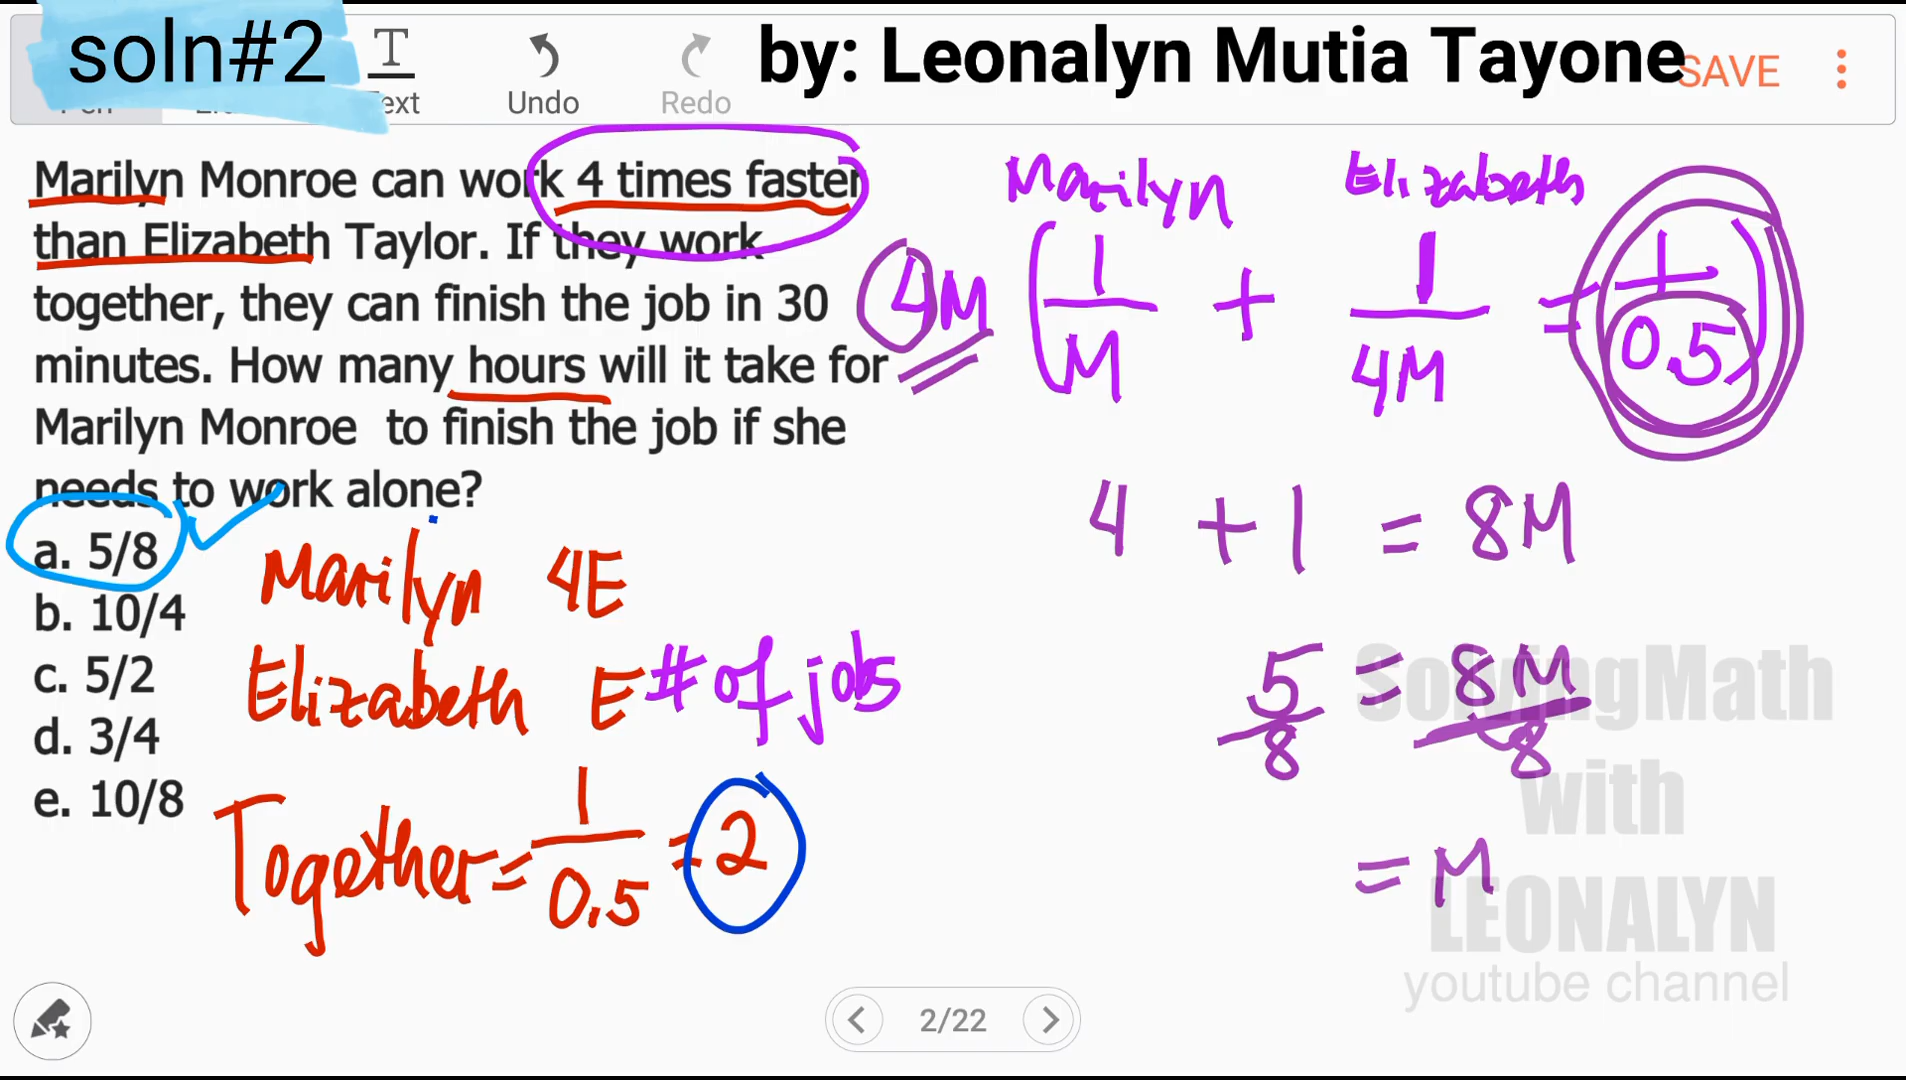 soln#2
by: Leonalyn Mutia Tayone
Text
Undo
Redo
SAVE
Marilyn Monroe can work 4 times faster
than Elizabeth Taylor. If they work
together, they can finish the job in 30
minutes. How many hours will it take for
Marilyn Monroe to finish the job if she
needs to work alone?
a. 5/8
b. 10/4
c. 5/2
d. 3/4
e. 10/8
Marilyn 4E
Elizabeth E # of jobs
Together = 1/0.5 = 2
Marilyn Elizabeth
4M (1/M + 1/4M = 1/0.5)
4 + 1 = 8M
5/8 = 8M/8
= M
SolvingMath
with
LEONALYN
youtube channel
2/22